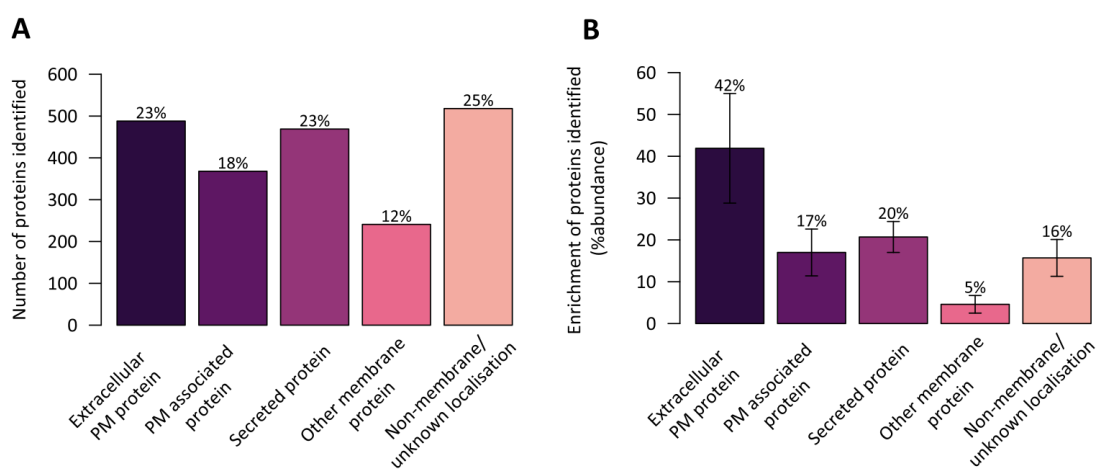 A
Number of proteins identified
600
500
400
300
200
100
0
23%
18%
23%
12%
25%
Extracellular
PM protein
PM associated
protein
Secreted protein
Other membrane
protein
Non-membrane/
unknown localisation
B
Enrichment of proteins identified
(%abundance)
60
50
40
30
20
10
0
42%
17%
20%
5%
16%
Extracellular
PM protein
PM associated
protein
Secreted protein
Other membrane
protein
Non-membrane/
unknown localisation